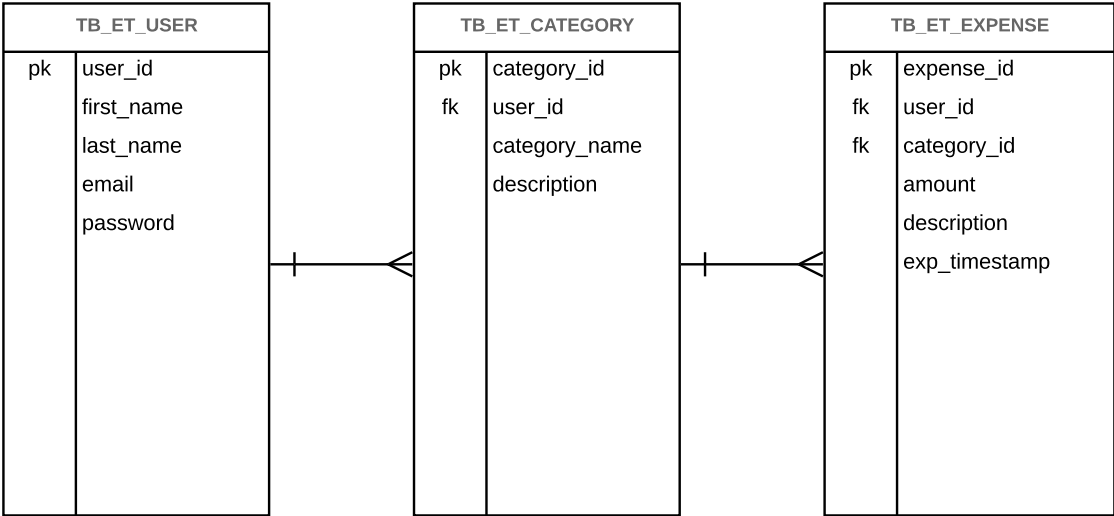 TB_ET_USER
pk user_id
first_name
last_name
email
password
TB_ET_CATEGORY
pk category_id
fk user_id
category_name
description
TB_ET_EXPENSE
pk expense_id
fk user_id
fk category_id
amount
description
exp_timestamp